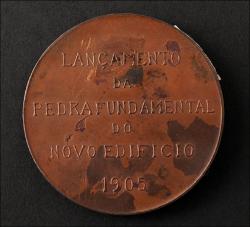 LANÇAMENTO
DA
PEDRA FUNDAMENTAL
DO
NOVO EDIFICIO
1905